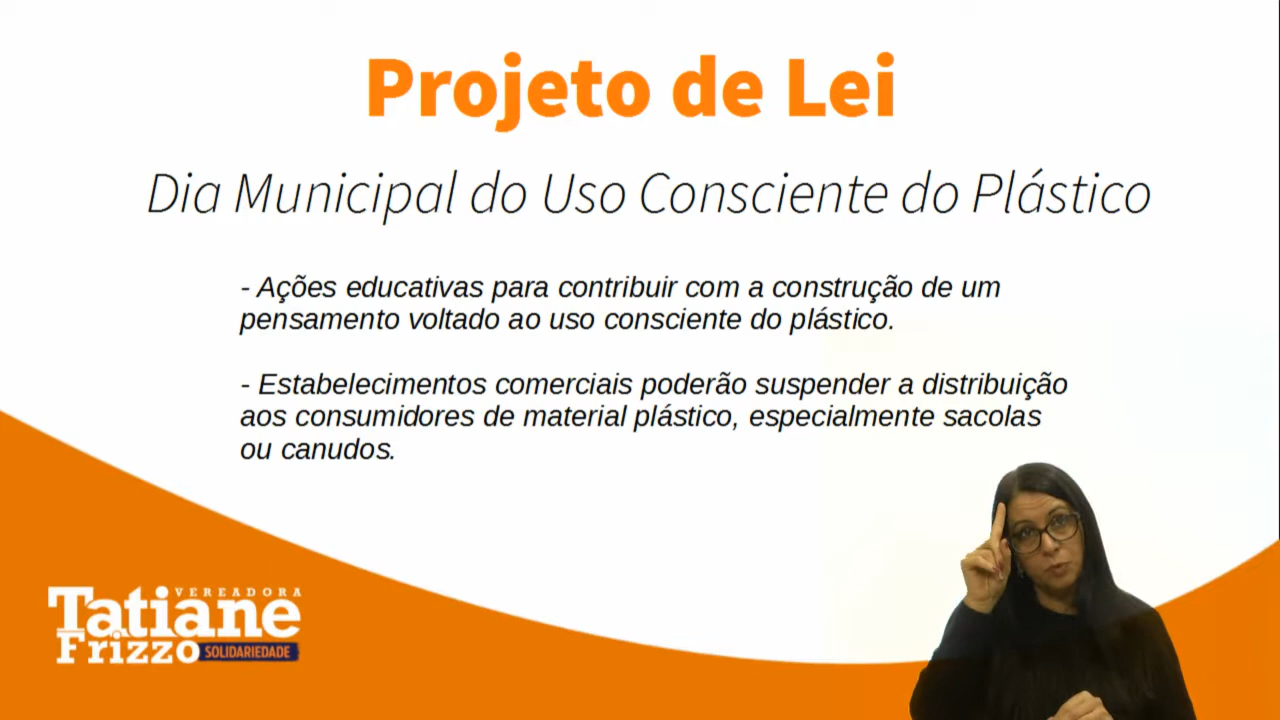 Projeto de Lei
Dia Municipal do Uso Consciente do Plástico
- Ações educativas para contribuir com a construção de um
pensamento voltado ao uso consciente do plástico.
- Estabelecimentos comerciais poderão suspender a distribuição
aos consumidores de material plástico, especialmente sacolas
ou canudos.
VEREADORA
Tatiane
Frizzo SOLIDARIEDADE